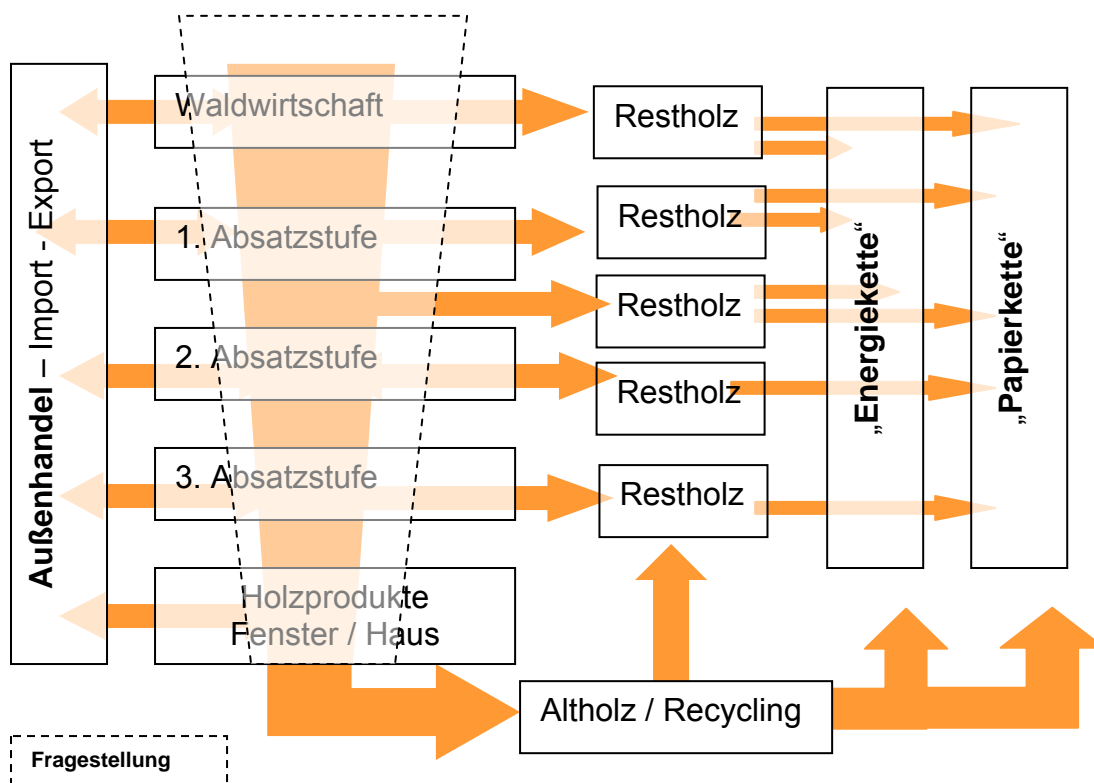 Außenhandel – Import - Export
Waldwirtschaft
1. Absatzstufe
2. Absatzstufe
3. Absatzstufe
Holzprodukte
Fenster / Haus
Restholz
Restholz
Restholz
Restholz
Restholz
„Energiekette“
„Papierkette“
Altholz / Recycling
Fragestellung